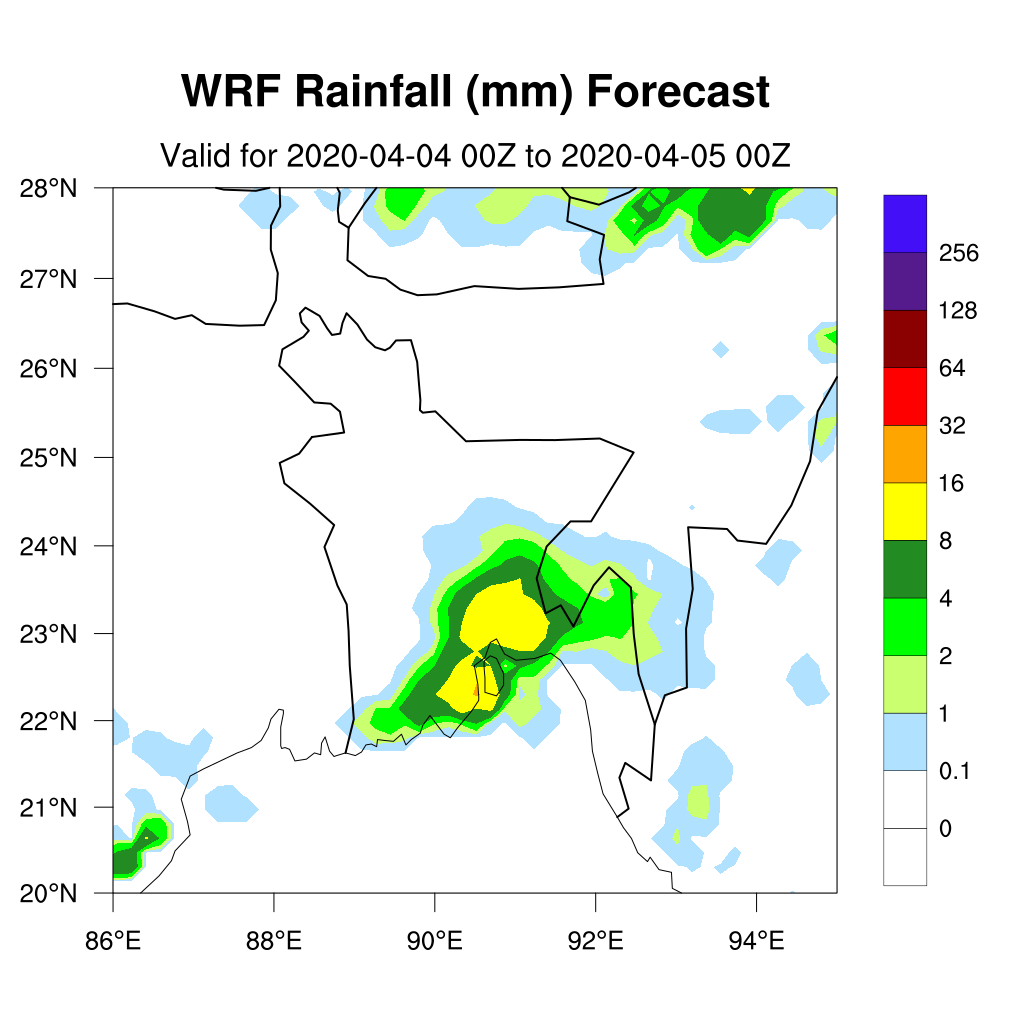 WRF Rainfall (mm) Forecast
Valid for 2020-04-04 00Z to 2020-04-05 00Z
28°N
27°N
26°N
25°N
24°N
23°N
22°N
21°N
20°N
86°E 88°E 90°E 92°E 94°E
256
128
64
32
16
8
4
2
1
0.1
0